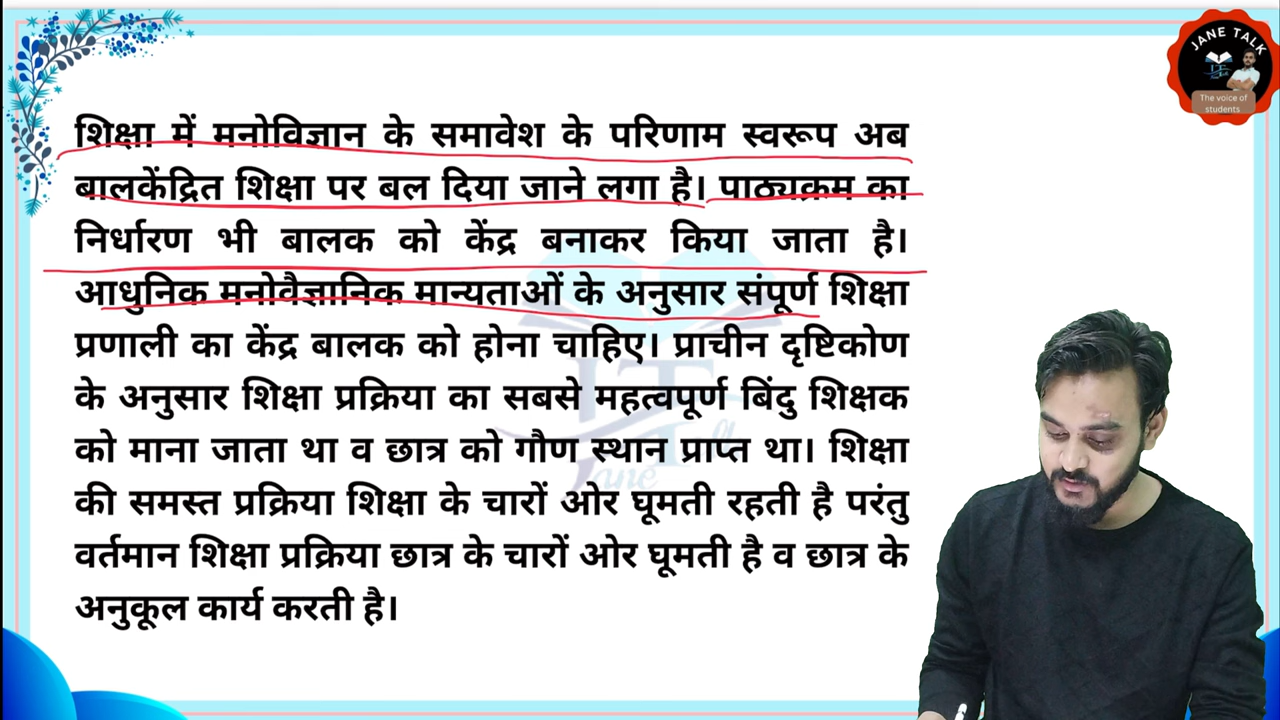 JANE TALK
The voice of
students
शिक्षा में मनोविज्ञान के समावेश के परिणाम स्वरूप अब
बालकेंद्रित शिक्षा पर बल दिया जाने लगा है। पाठ्यक्रम का
निर्धारण भी बालक को केंद्र बनाकर किया जाता है।
आधुनिक मनोवैज्ञानिक मान्यताओं के अनुसार संपूर्ण शिक्षा
प्रणाली का केंद्र बालक को होना चाहिए। प्राचीन दृष्टिकोण
के अनुसार शिक्षा प्रक्रिया का सबसे महत्वपूर्ण बिंदु शिक्षक
को माना जाता था व छात्र को गौण स्थान प्राप्त था। शिक्षा
की समस्त प्रक्रिया शिक्षा के चारों ओर घूमती रहती है परंतु
वर्तमान शिक्षा प्रक्रिया छात्र के चारों ओर घूमती है व छात्र के
अनुकूल कार्य करती है।